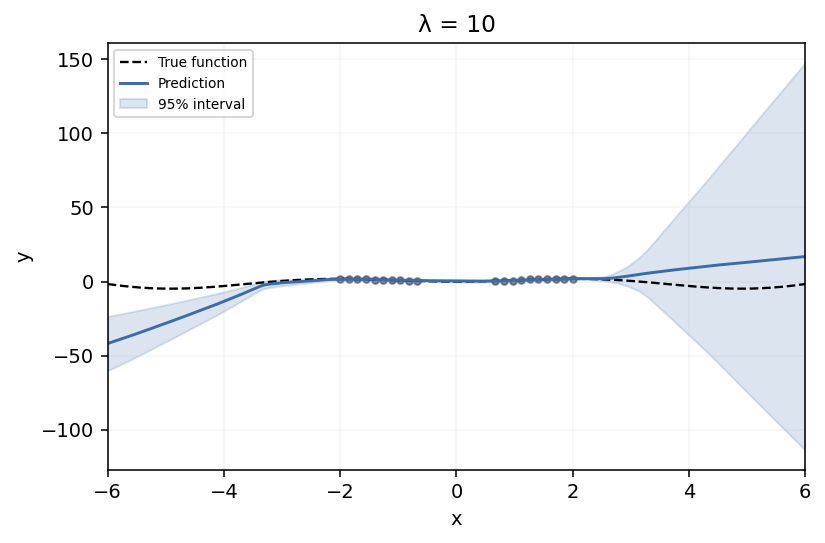 λ = 10
True function
Prediction
95% interval
150
100
50
0
−50
−100
y
−6
−4
−2
0
2
4
6
x